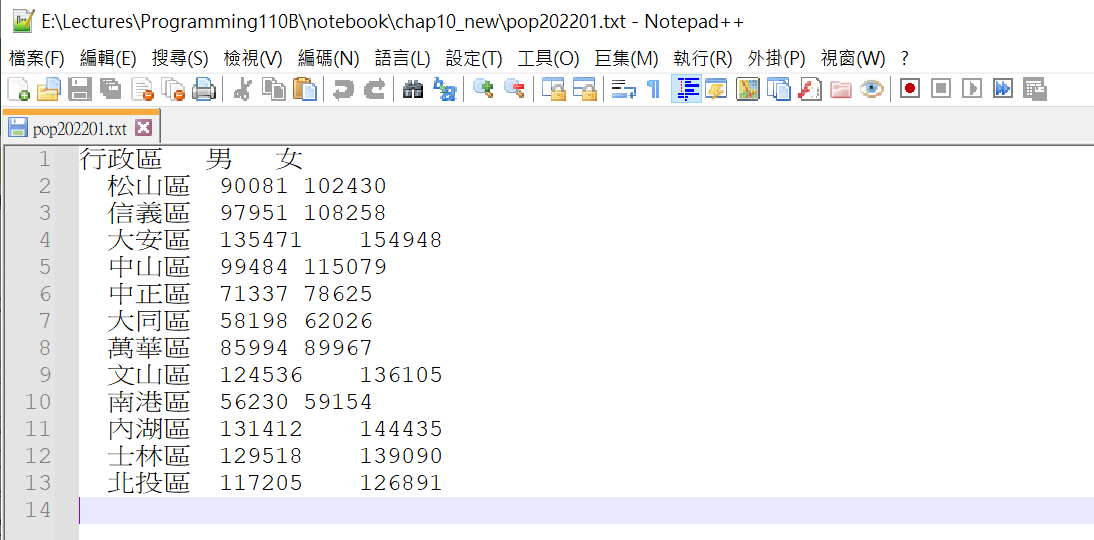 E:\Lectures\Programming110B\notebook\chap10_new\pop202201.txt - Notepad++
檔案(F) 編輯(E) 搜尋(S) 檢視(V) 編碼(N) 語言(L) 設定(T) 工具(O) 巨集(M) 執行(R) 外掛(P) 視窗(W) ?
pop202201.txt
1 行政區 男 女
2 松山區 90081 102430
3 信義區 97951 108258
4 大安區 135471 154948
5 中山區 99484 115079
6 中正區 71337 78625
7 大同區 58198 62026
8 萬華區 85994 89967
9 文山區 124536 136105
10 南港區 56230 59154
11 內湖區 131412 144435
12 士林區 129518 139090
13 北投區 117205 126891
14